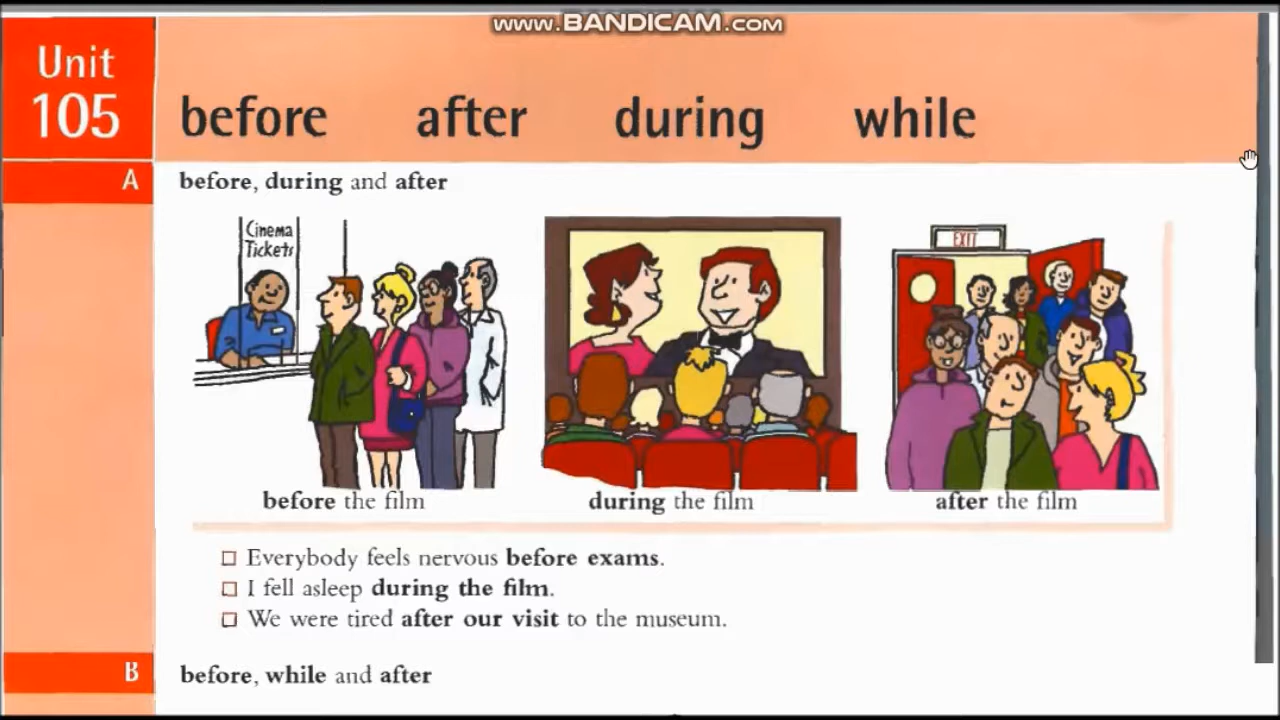 www.BANDICAM.com
Unit
105
before after during while
A
before, during and after
Cinema
Tickets
EXIT
before the film
during the film
after the film
Everybody feels nervous before exams.
I fell asleep during the film.
We were tired after our visit to the museum.
B
before, while and after